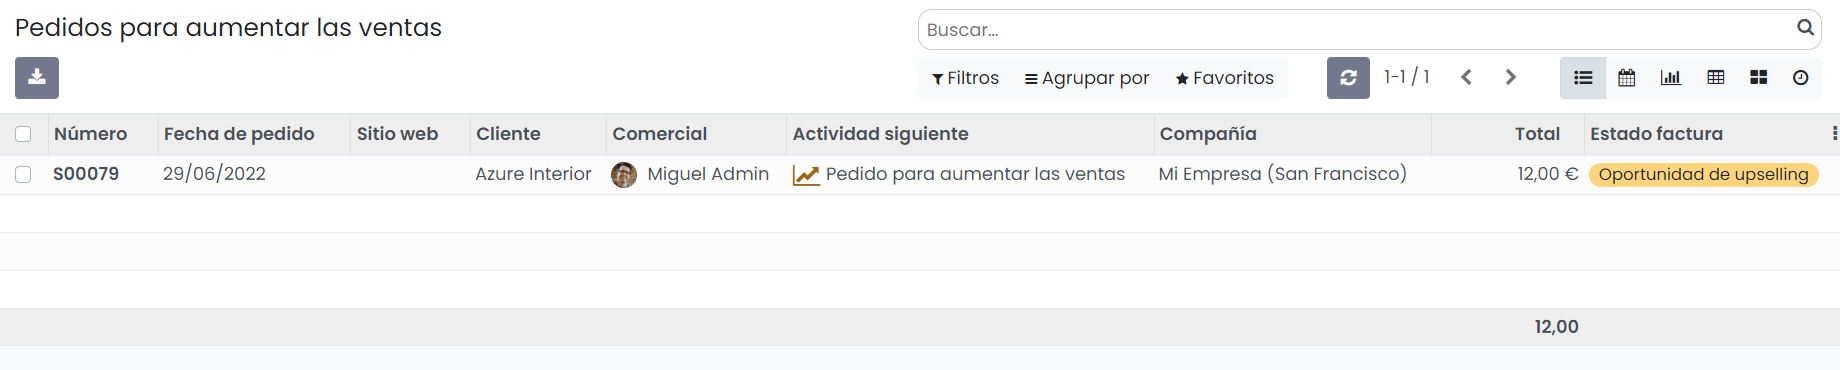 Pedidos para aumentar las ventas
Buscar...
Filtros Agrupar por Favoritos 1-1 / 1
Número Fecha de pedido Sitio web Cliente Comercial Actividad siguiente Compañía Total Estado factura
S00079 29/06/2022 Azure Interior Miguel Admin Pedido para aumentar las ventas Mi Empresa (San Francisco) 12,00 € Oportunidad de upselling
12,00